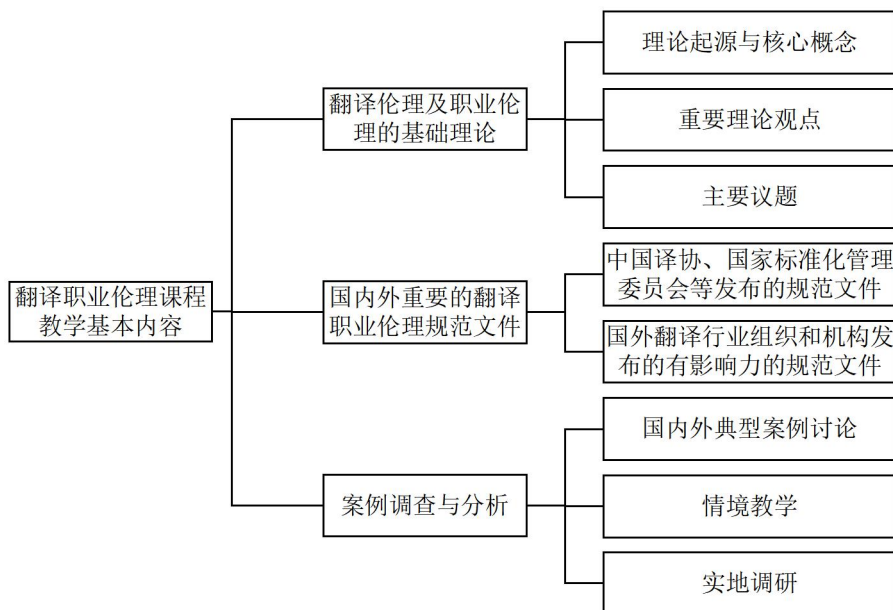 翻译职业伦理课程
教学基本内容
翻译伦理及职业伦
理的基础理论
理论起源与核心概念
重要理论观点
主要议题
国内外重要的翻译
职业伦理规范文件
中国译协、国家标准化管理
委员会等发布的规范文件
国外翻译行业组织和机构发
布的有影响力的规范文件
案例调查与分析
国内外典型案例讨论
情境教学
实地调研